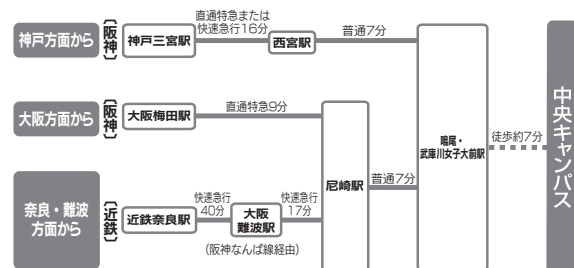 神戸方面から
〔阪神〕
神戸三宮駅
直通特急または
快速急行16分
西宮駅
普通7分
大阪方面から
〔阪神〕
大阪梅田駅
直通特急9分
奈良・難波
方面から
〔近鉄〕
近鉄奈良駅
快速急行
40分
大阪
難波駅
快速急行
17分
(阪神なんば線経由)
尼崎駅
普通7分
鳴尾・
武庫川女子大前駅
徒歩約7分
中央キャンパス